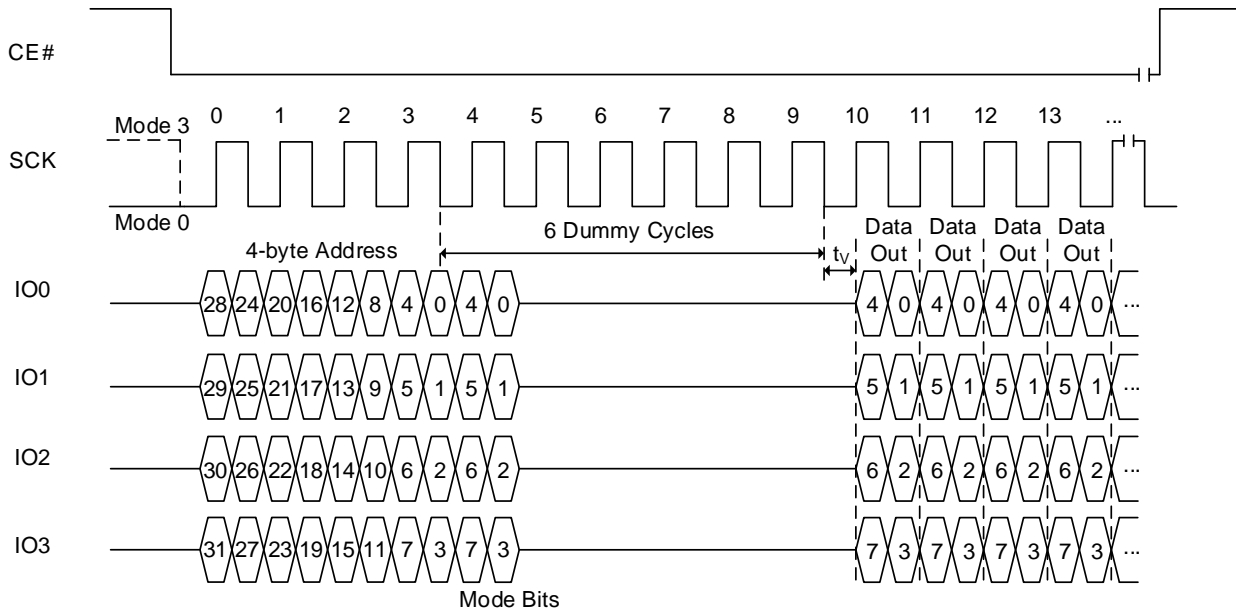 CE#
0 1 2 3 4 5 6 7 8 9 10 11 12 13 ...
Mode 3
SCK
Mode 0
6 Dummy Cycles
Data Out Data Out Data Out Data Out
4-byte Address
tV
IO0 28 24 20 16 12 8 4 0 4 0 4 0 4 0 4 0 4 0 ...
IO1 29 25 21 17 13 9 5 1 5 1 5 1 5 1 5 1 5 1 ...
IO2 30 26 22 18 14 10 6 2 6 2 6 2 6 2 6 2 6 2 ...
IO3 31 27 23 19 15 11 7 3 7 3 7 3 7 3 7 3 7 3 ...
Mode Bits